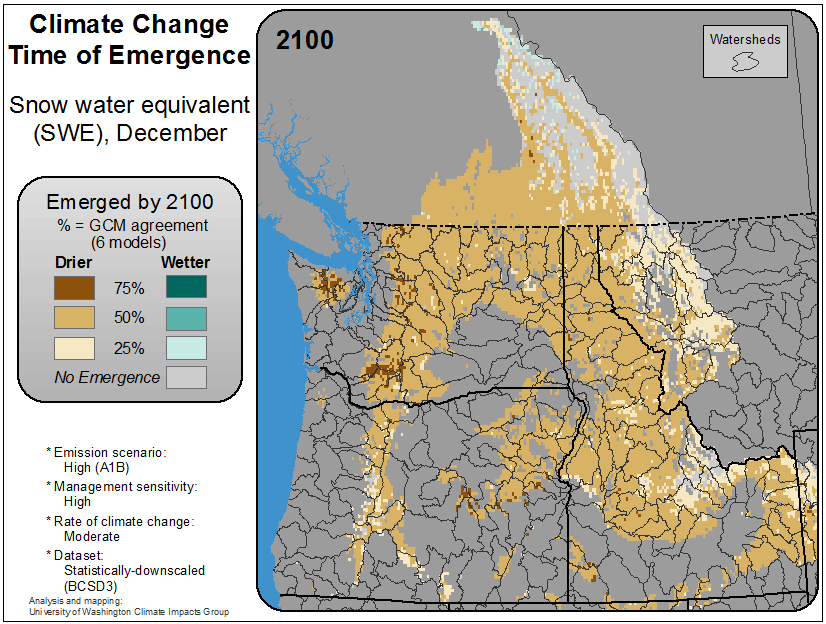 Climate Change
Time of Emergence
Snow water equivalent
(SWE), December
Emerged by 2100
% = GCM agreement
(6 models)
Drier Wetter
75%
50%
25%
No Emergence
* Emission scenario:
High (A1B)
* Management sensitivity:
High
* Rate of climate change:
Moderate
* Dataset:
Statistically-downscaled
(BCSD3)
Analysis and mapping:
University of Washington Climate Impacts Group
2100
Watersheds